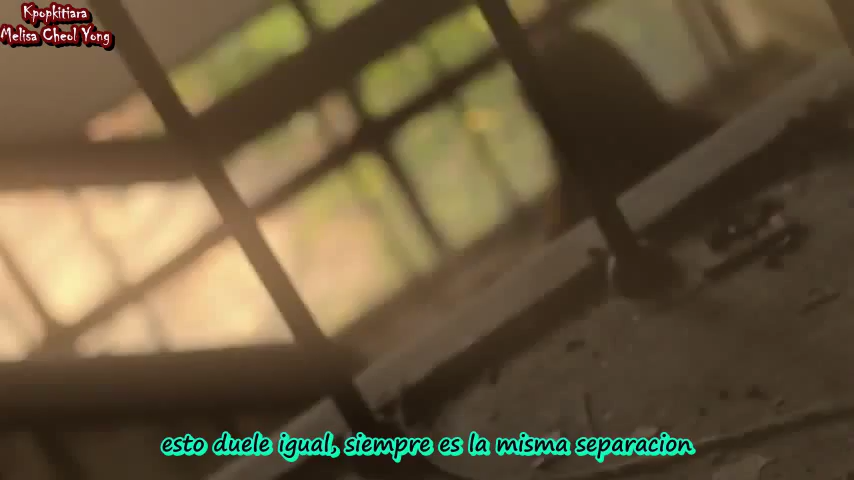 Kpopkitiara
Melisa Cheol Yong
esto duele igual, siempre es la misma separacion